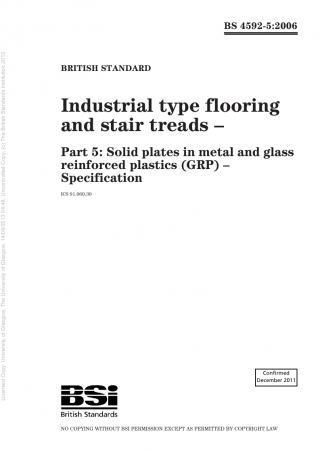 BS 4592-5:2006
BRITISH STANDARD
Industrial type flooring
and stair treads –
Part 5: Solid plates in metal and glass
reinforced plastics (GRP) –
Specification
ICS 91.060.30
Confirmed
December 2011
BSi
British Standards
NO COPYING WITHOUT BSI PERMISSION EXCEPT AS PERMITTED BY COPYRIGHT LAW
Licensed Copy: University of Glasgow, The University of Glasgow, 14/03/2013 04:48, Uncontrolled Copy, (c) The British Standards Institution 2013